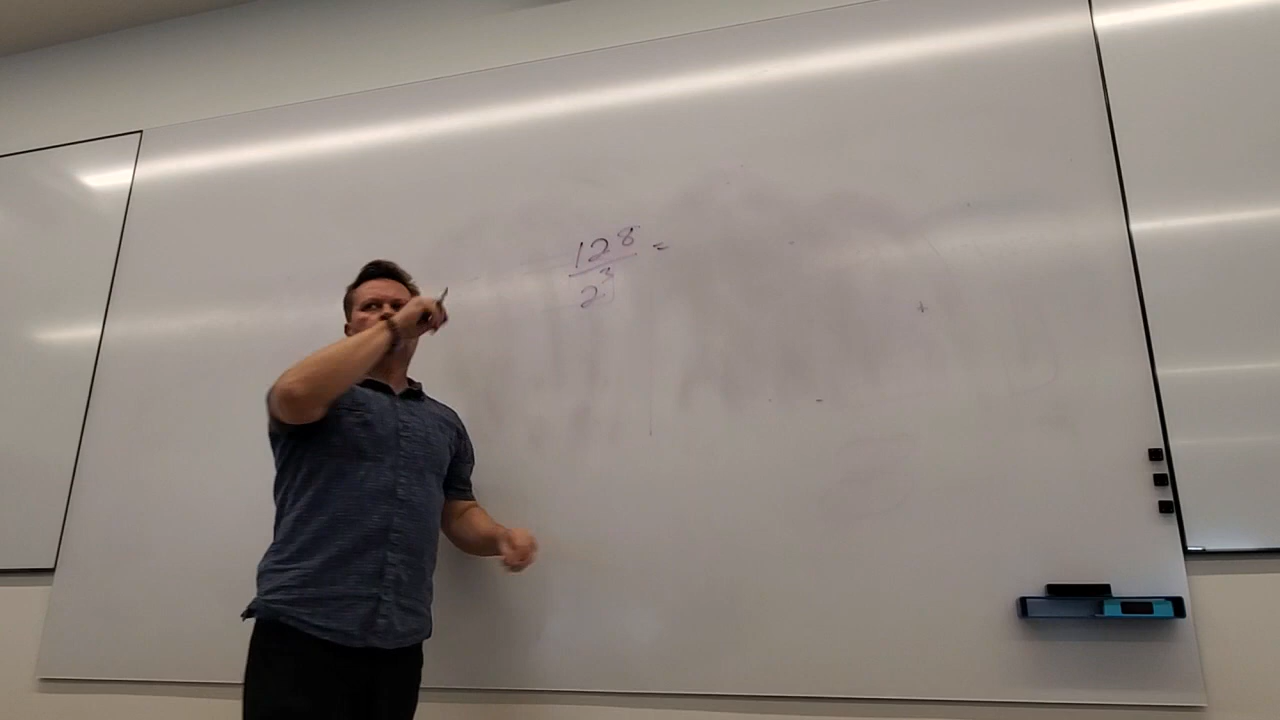 128 =
2³